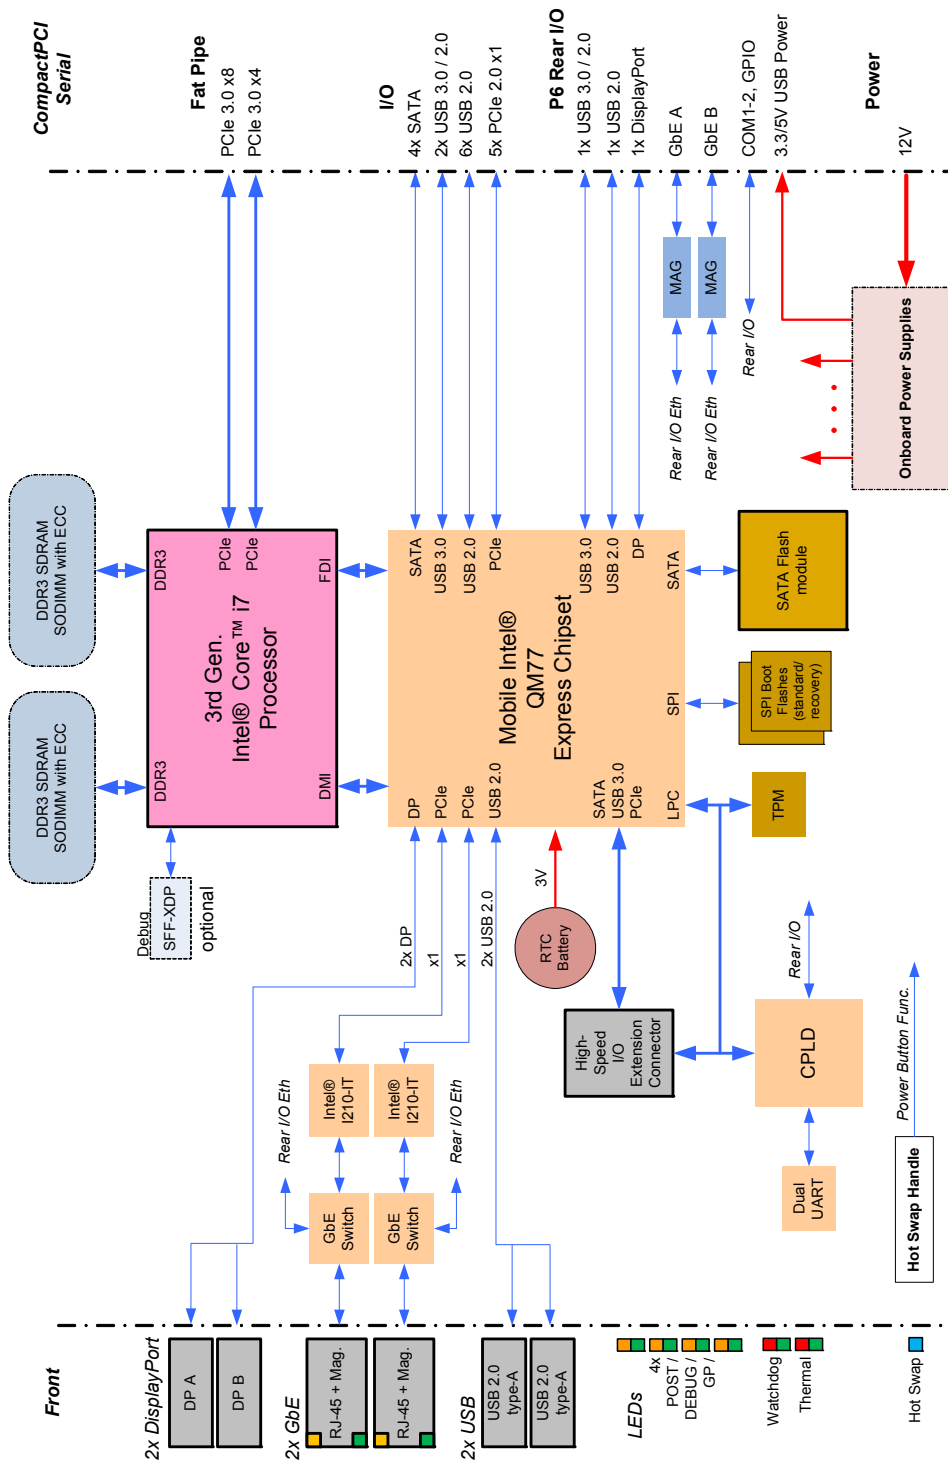 Front
CompactPCI
Serial
2x DisplayPort
DP A
DP B
2x GbE
RJ-45 + Mag.
RJ-45 + Mag.
2x USB
USB 2.0
type-A
USB 2.0
type-A
LEDs
4x
POST /
DEBUG /
GP /
Watchdog
Thermal
Hot Swap
Rear I/O Eth
GbE
Switch
GbE
Switch
Rear I/O Eth
Intel®
I210-IT
Intel®
I210-IT
Dual
UART
CPLD
Rear I/O
Hot Swap Handle
Power Button Func.
High-
Speed
I/O
Extension
Connector
RTC
Battery
3V
Debug
SFF-XDP
optional
2x DP
x1
x1
2x USB 2.0
DDR3 SDRAM
SODIMM with ECC
DDR3 SDRAM
SODIMM with ECC
DDR3
DDR3
3rd Gen.
Intel® Core™ i7
Processor
PCIe
PCIe
DMI
FDI
DP
PCIe
PCIe
USB 2.0
SATA
USB 3.0
USB 2.0
PCIe
Mobile Intel®
QM77
Express Chipset
SATA
USB 3.0
PCIe
USB 3.0
USB 2.0
DP
LPC
SPI
SATA
TPM
SPI Boot
Flashes
(standard/
recovery)
SATA Flash
module
Rear I/O Eth
Rear I/O Eth
MAG
MAG
Rear I/O
Onboard Power Supplies
Fat Pipe
PCIe 3.0 x8
PCIe 3.0 x4
I/O
4x SATA
2x USB 3.0 / 2.0
6x USB 2.0
5x PCIe 2.0 x1
P6 Rear I/O
1x USB 3.0 / 2.0
1x USB 2.0
1x DisplayPort
GbE A
GbE B
COM1-2, GPIO
3.3/5V USB Power
Power
12V